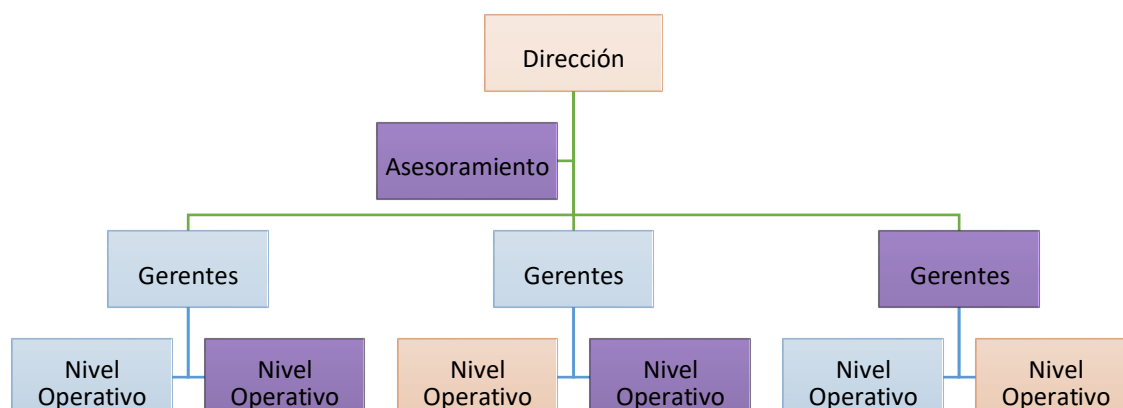 Dirección
Asesoramiento
Gerentes
Gerentes
Gerentes
Nivel
Operativo
Nivel
Operativo
Nivel
Operativo
Nivel
Operativo
Nivel
Operativo
Nivel
Operativo